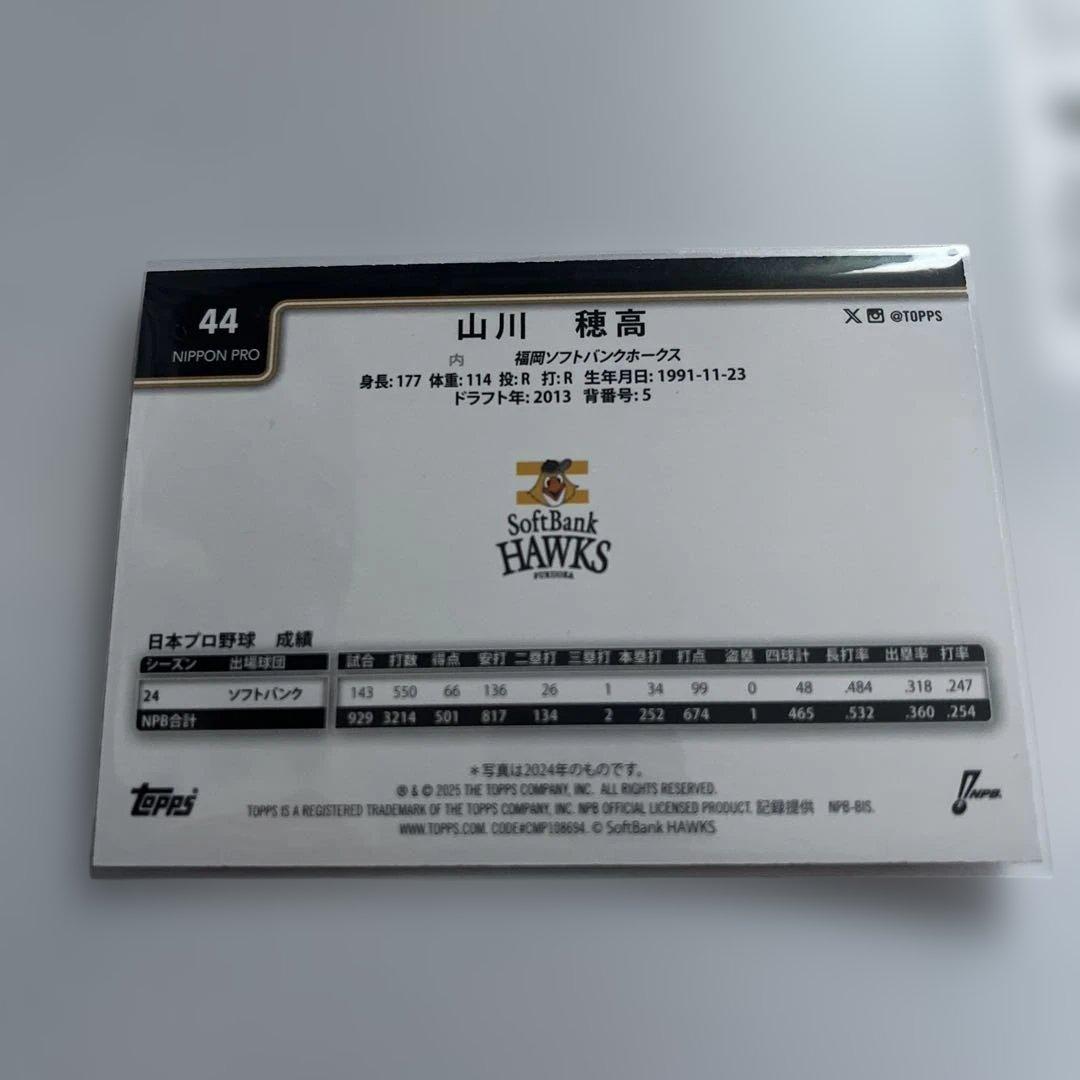 44
NIPPON PRO
山川 穂高
@TOPPS
内 福岡ソフトバンクホークス
身長: 177 体重: 114 投: R 打: R 生年月日: 1991-11-23
ドラフト年: 2013 背番号: 5
SoftBank
HAWKS
FUKUOKA
日本プロ野球 成績
シーズン 出場球団 試合 打数 得点 安打 二塁打 三塁打 本塁打 打点 盗塁 四球計 長打率 出塁率 打率
24 ソフトバンク 143 550 66 136 26 1 34 99 0 48 .484 .318 .247
NPB合計 929 3214 501 817 134 2 252 674 1 465 .532 .360 .254
*写真は2024年のものです。
® & © 2025 THE TOPPS COMPANY, INC. ALL RIGHTS RESERVED.
TOPPS IS A REGISTERED TRADEMARK OF THE TOPPS COMPANY, INC. NPB OFFICIAL LICENSED PRODUCT. 記録提供 NPB-BIS.
WWW.TOPPS.COM. CODE#CMP108694. © SoftBank HAWKS
topps
NPB